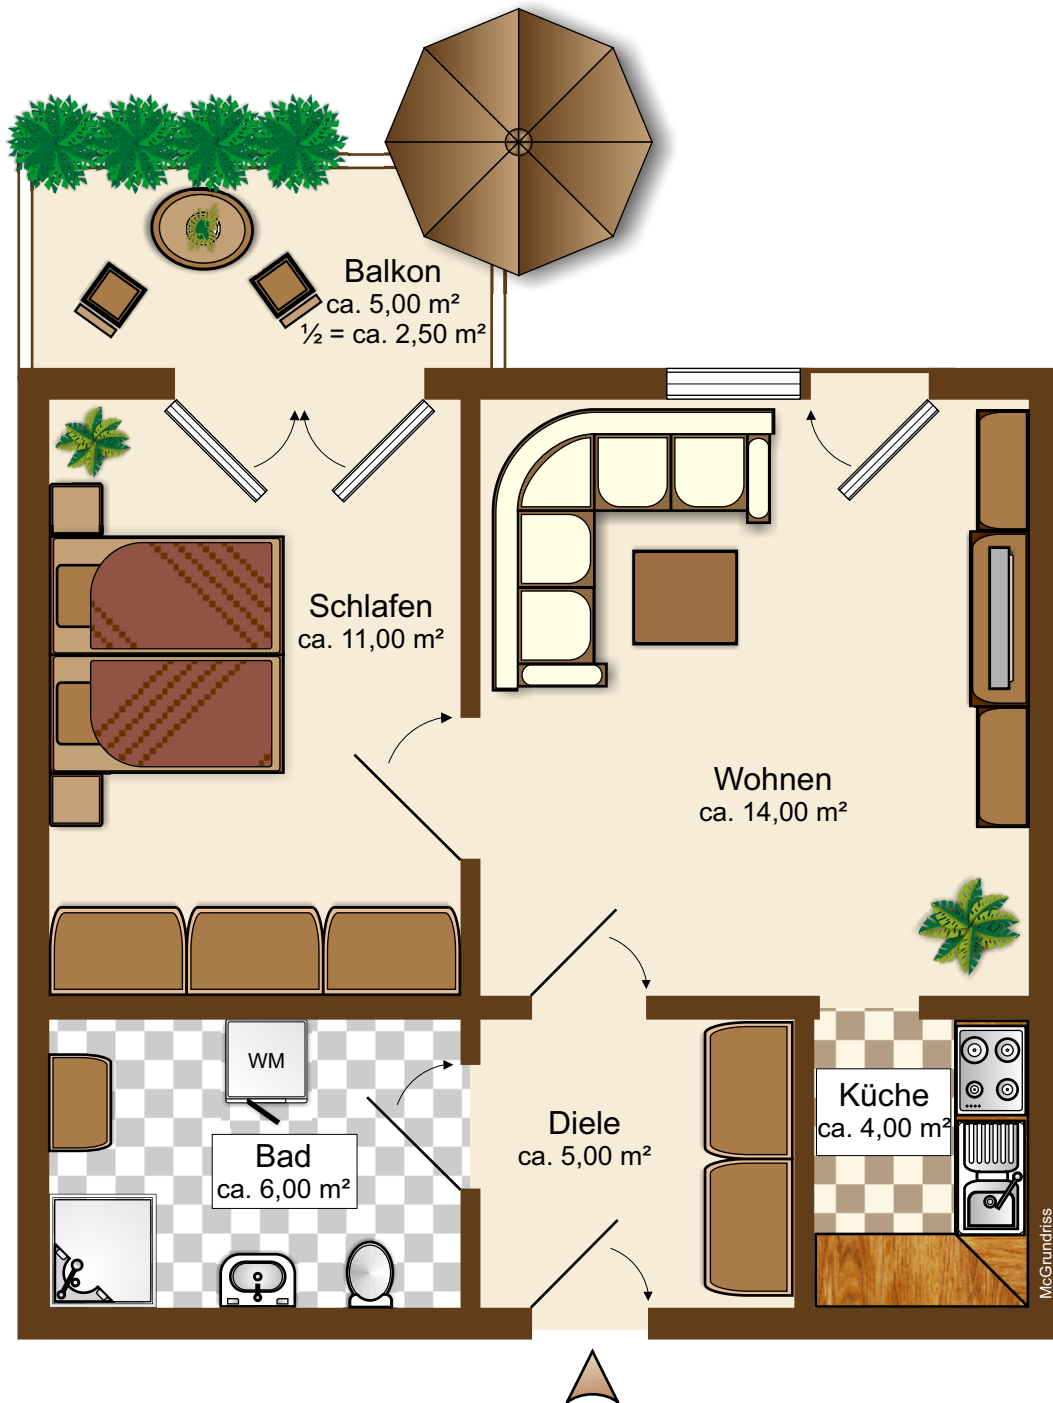 Balkon
ca. 5,00 m²
½ = ca. 2,50 m²
Schlafen
ca. 11,00 m²
Wohnen
ca. 14,00 m²
WM
Bad
ca. 6,00 m²
Diele
ca. 5,00 m²
Küche
ca. 4,00 m²
McGrundriss